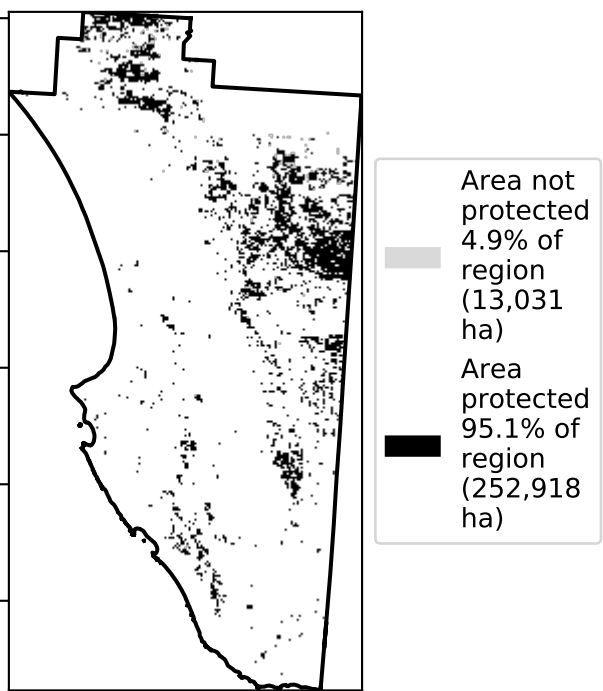 Area not
protected
4.9% of
region
(13,031
ha)
Area
protected
95.1% of
region
(252,918
ha)